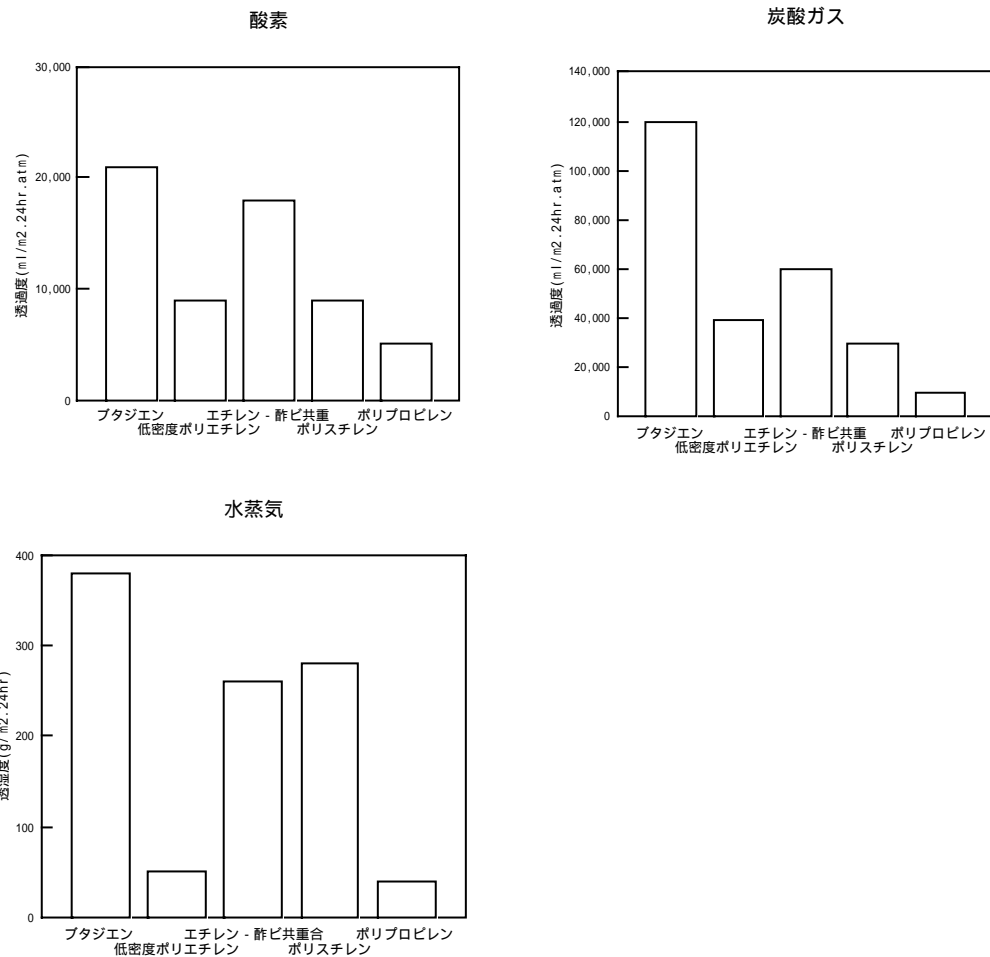 酸素
30,000
20,000
10,000
0
透過度(ml/m2.24hr.atm)
ブタジエン エチレン - 酢ビ共重 ポリプロピレン
低密度ポリエチレン ポリスチレン
炭酸ガス
140,000
120,000
100,000
80,000
60,000
40,000
20,000
0
透過度(ml/m2.24hr.atm)
ブタジエン エチレン - 酢ビ共重 ポリプロピレン
低密度ポリエチレン ポリスチレン
水蒸気
400
300
200
100
0
透湿度(g/m2.24hr)
ブタジエン エチレン - 酢ビ共重合 ポリプロピレン
低密度ポリエチレン ポリスチレン